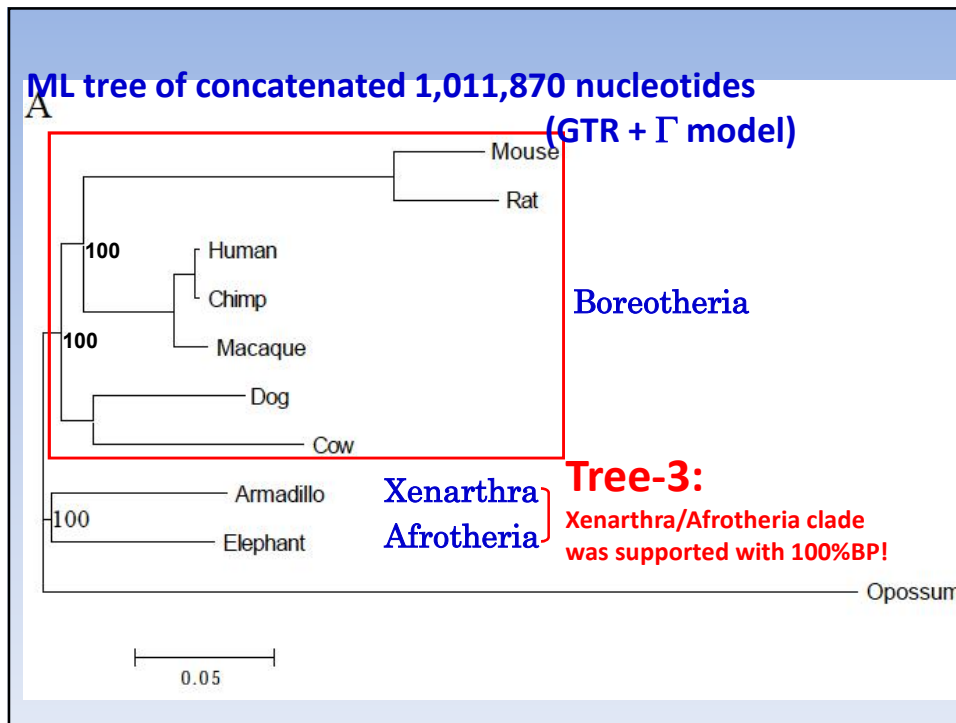 ML tree of concatenated 1,011,870 nucleotides
(GTR + Γ model)
A
Mouse
Rat
100
Human
Chimp
Boreotheria
100
Macaque
Dog
Cow
Tree-3:
Armadillo
Xenarthra
Xenarthra/Afrotheria clade
100
Elephant
Afrotheria
was supported with 100%BP!
Opossum
0.05